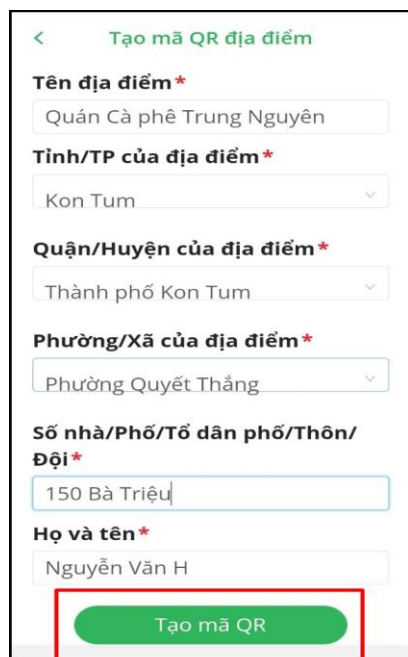 Tạo mã QR địa điểm
Tên địa điểm*
Quán Cà phê Trung Nguyên
Tỉnh/TP của địa điểm*
Kon Tum
Quận/Huyện của địa điểm*
Thành phố Kon Tum
Phường/Xã của địa điểm*
Phường Quyết Thắng
Số nhà/Phố/Tổ dân phố/Thôn/
Đội*
150 Bà Triệu
Họ và tên*
Nguyễn Văn H
Tạo mã QR